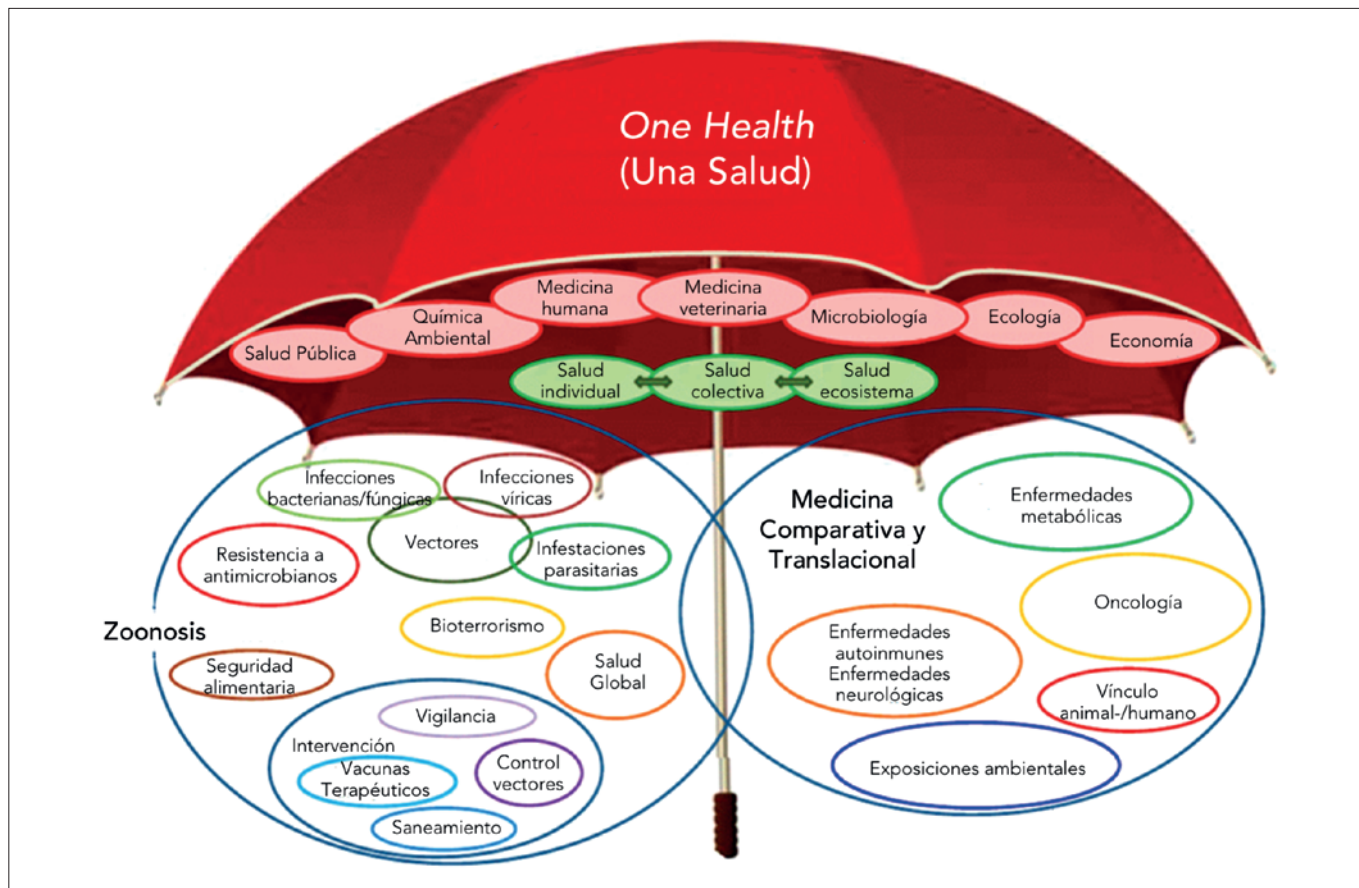 One Health
(Una Salud)
Medicina
humana
Medicina
veterinaria
Química
Ambiental
Microbiología
Ecología
Salud Pública
Economía
Salud
individual
Salud
colectiva
Salud
ecosistema
Infecciones
bacterianas/fúngicas
Infecciones
víricas
Vectores
Infestaciones
parasitarias
Resistencia a
antimicrobianos
Bioterrorismo
Zoonosis
Seguridad
alimentaria
Salud
Global
Vigilancia
Intervención
Vacunas
Terapéuticos
Control
vectores
Saneamiento
Medicina
Comparativa y
Translacional
Enfermedades
metabólicas
Oncología
Enfermedades
autoinmunes
Enfermedades
neurológicas
Vínculo
animal-/humano
Exposiciones ambientales